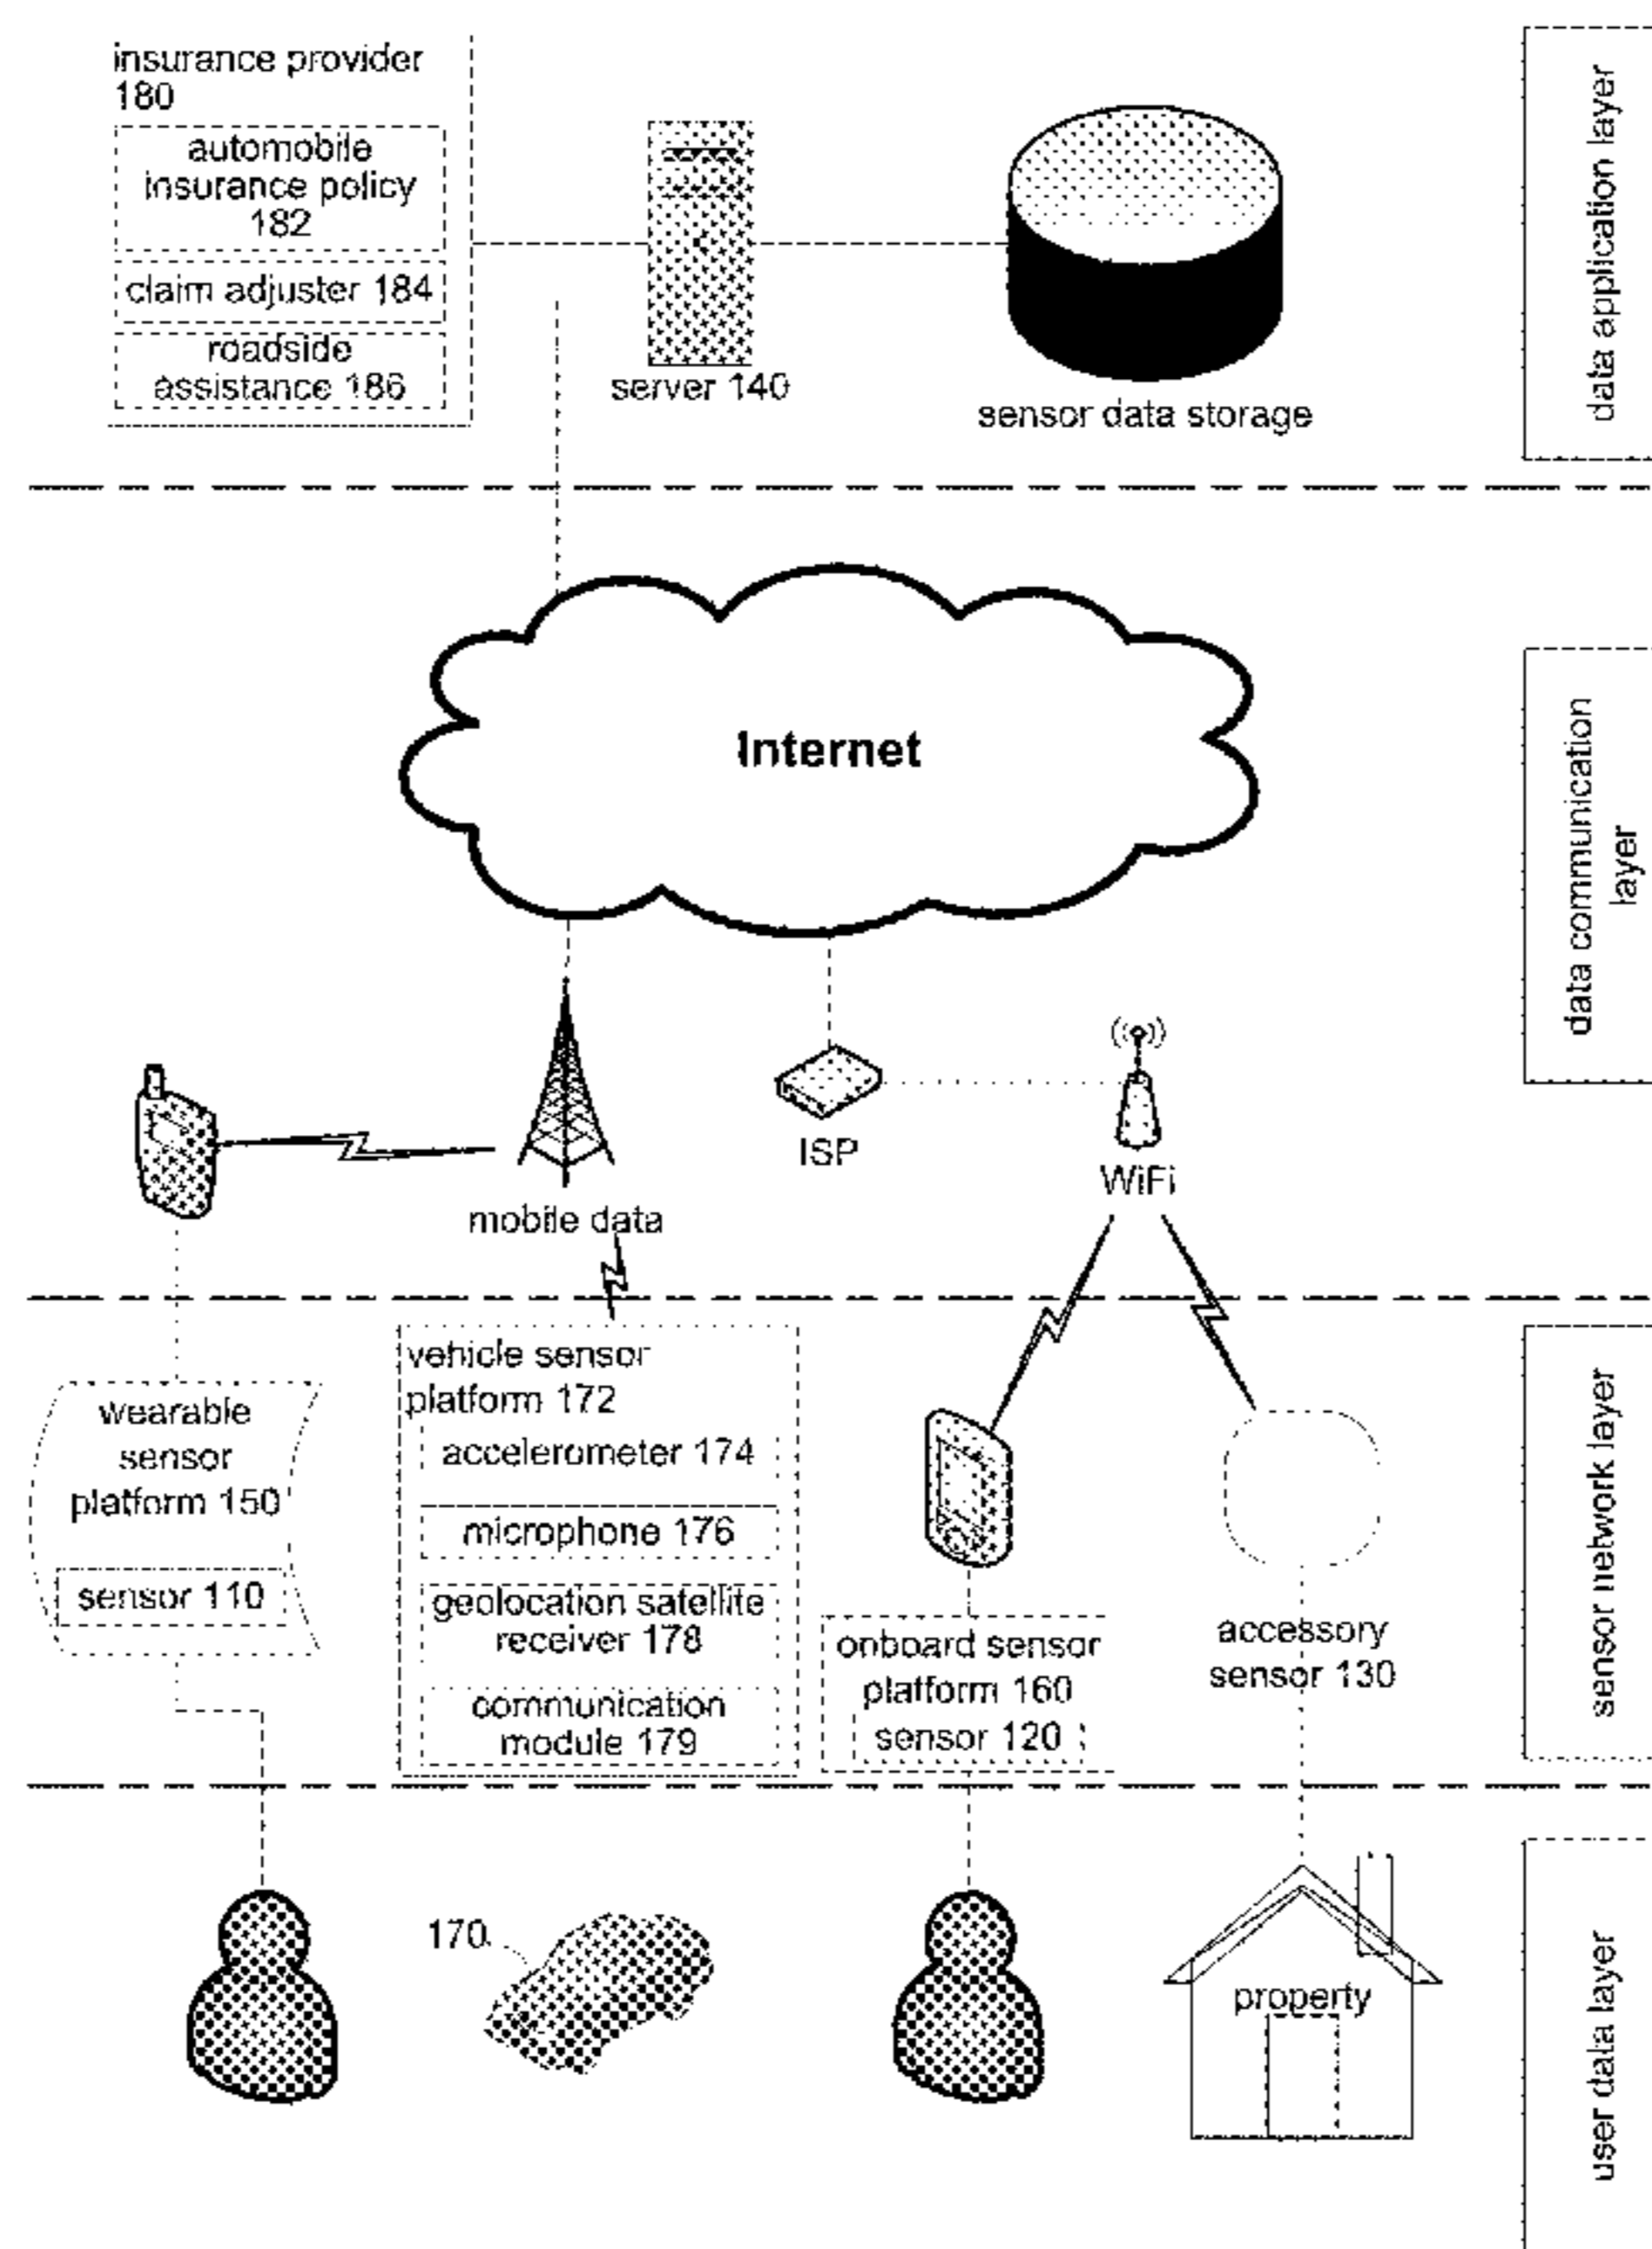 insurance provider
180
automobile
insurance policy
182
claim adjuster 184
roadside
assistance 186
server 140
sensor data storage
data application layer
Internet
data communication
layer
ISP
WiFi
mobile data
wearable
sensor
platform 150
sensor 110
vehicle sensor
platform 172
accelerometer 174
microphone 176
geolocation satellite
receiver 178
communication
module 179
onboard sensor
platform 160
sensor 120
accessory
sensor 130
sensor network layer
170
property
user data layer